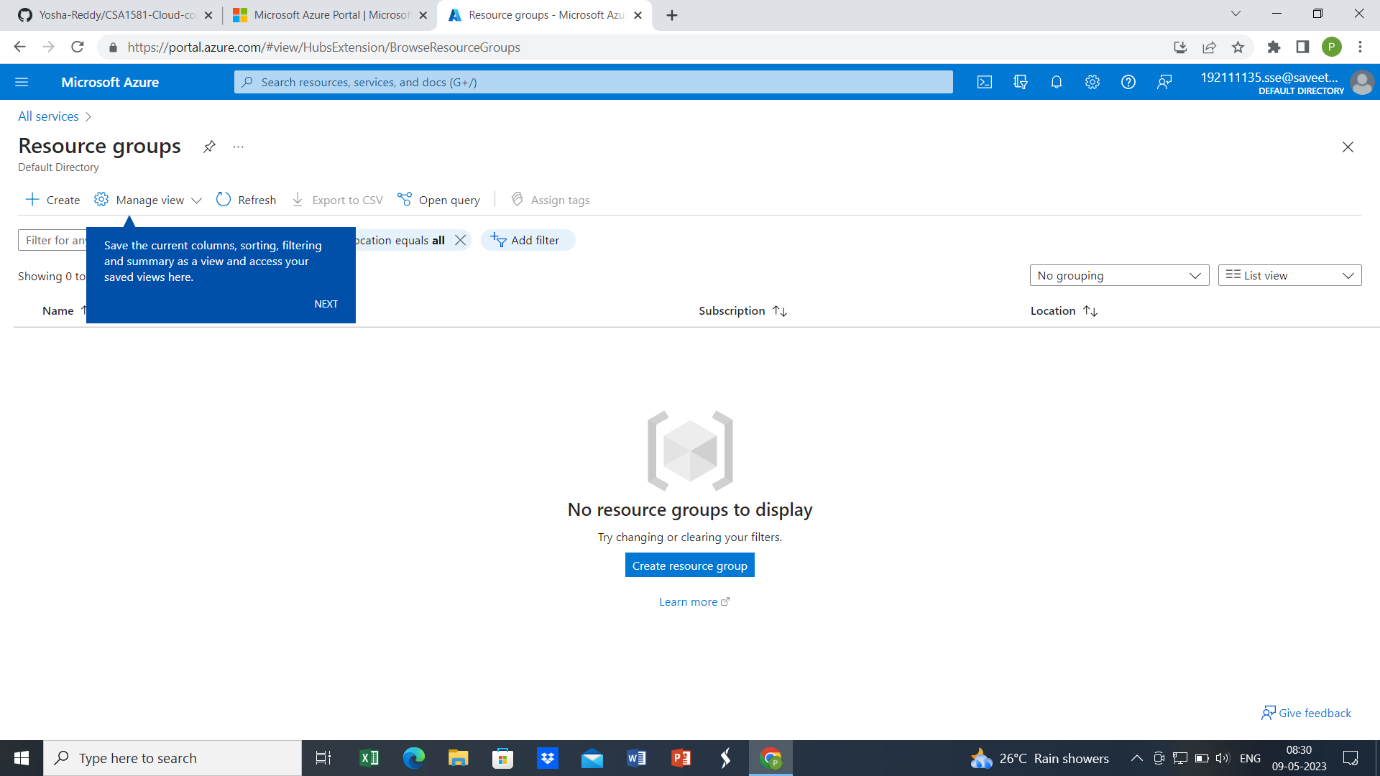 Yosha-Reddy/CSA1581-Cloud-co
Microsoft Azure Portal | Microsof
Resource groups - Microsoft Azu
https://portal.azure.com/#view/HubsExtension/BrowseResourceGroups
P
Microsoft Azure
Search resources, services, and docs (G+/)
192111135.sse@saveet...
DEFAULT DIRECTORY
All services
Resource groups
...
Default Directory
Create
Manage view
Refresh
Export to CSV
Open query
Assign tags
Filter for any
ocation equals all
Add filter
Save the current columns, sorting, filtering
and summary as a view and access your
saved views here.
NEXT
Showing 0 to
No grouping
List view
Name
Subscription
Location
No resource groups to display
Try changing or clearing your filters.
Create resource group
Learn more
Give feedback
Type here to search
26°C Rain showers
ENG
08:30
09-05-2023